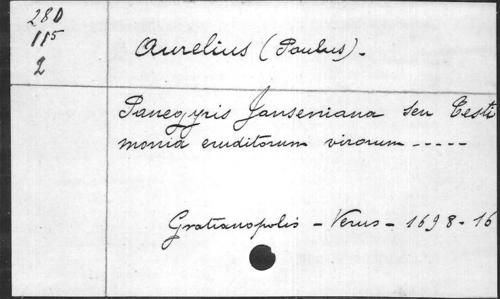 280
115
2
Aurelius (Paulus).
Panegyris Janseniana seu Testi
monia eruditorum virorum -----
Gratianopolis - Verus - 1698 - 16